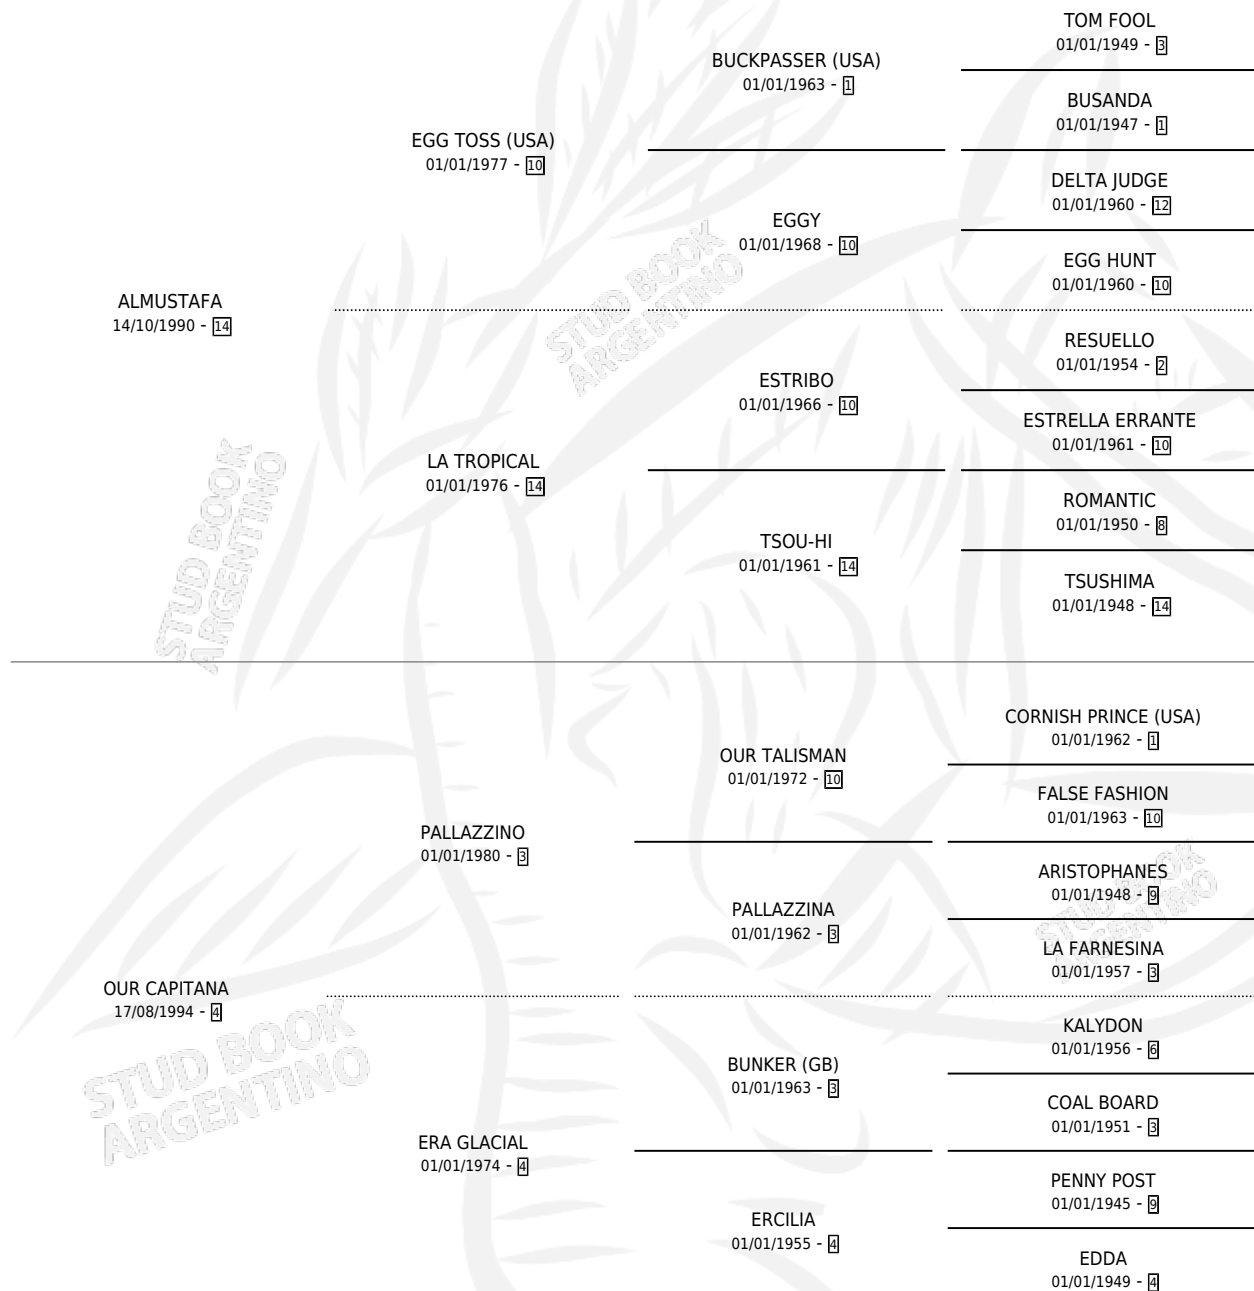 TOM FOOL
01/01/1949 - 3
BUCKPASSER (USA)
01/01/1963 - 1
BUSANDA
01/01/1947 - 1
EGG TOSS (USA)
01/01/1977 - 10
DELTA JUDGE
01/01/1960 - 12
EGGY
01/01/1968 - 10
EGG HUNT
01/01/1960 - 10
ALMUSTAFA
14/10/1990 - 14
RESUELLO
01/01/1954 - 2
ESTRIBO
01/01/1966 - 10
ESTRELLA ERRANTE
01/01/1961 - 10
LA TROPICAL
01/01/1976 - 14
ROMANTIC
01/01/1950 - 8
TSOU-HI
01/01/1961 - 14
TSUSHIMA
01/01/1948 - 14
CORNISH PRINCE (USA)
01/01/1962 - 1
OUR TALISMAN
01/01/1972 - 10
FALSE FASHION
01/01/1963 - 10
PALLAZZINO
01/01/1980 - 3
ARISTOPHANES
01/01/1948 - 9
PALLAZZINA
01/01/1962 - 3
LA FARNESINA
01/01/1957 - 3
OUR CAPITANA
17/08/1994 - 4
KALYDON
01/01/1956 - 6
BUNKER (GB)
01/01/1963 - 3
COAL BOARD
01/01/1951 - 3
ERA GLACIAL
01/01/1974 - 4
PENNY POST
01/01/1945 - 9
ERCILIA
01/01/1955 - 4
EDDA
01/01/1949 - 4
STUD BOOK
ARGENTINO
STUD BOOK
ARGENTINO
STUD BOOK
ARGENTINO
STUD BOOK
ARGENTINO